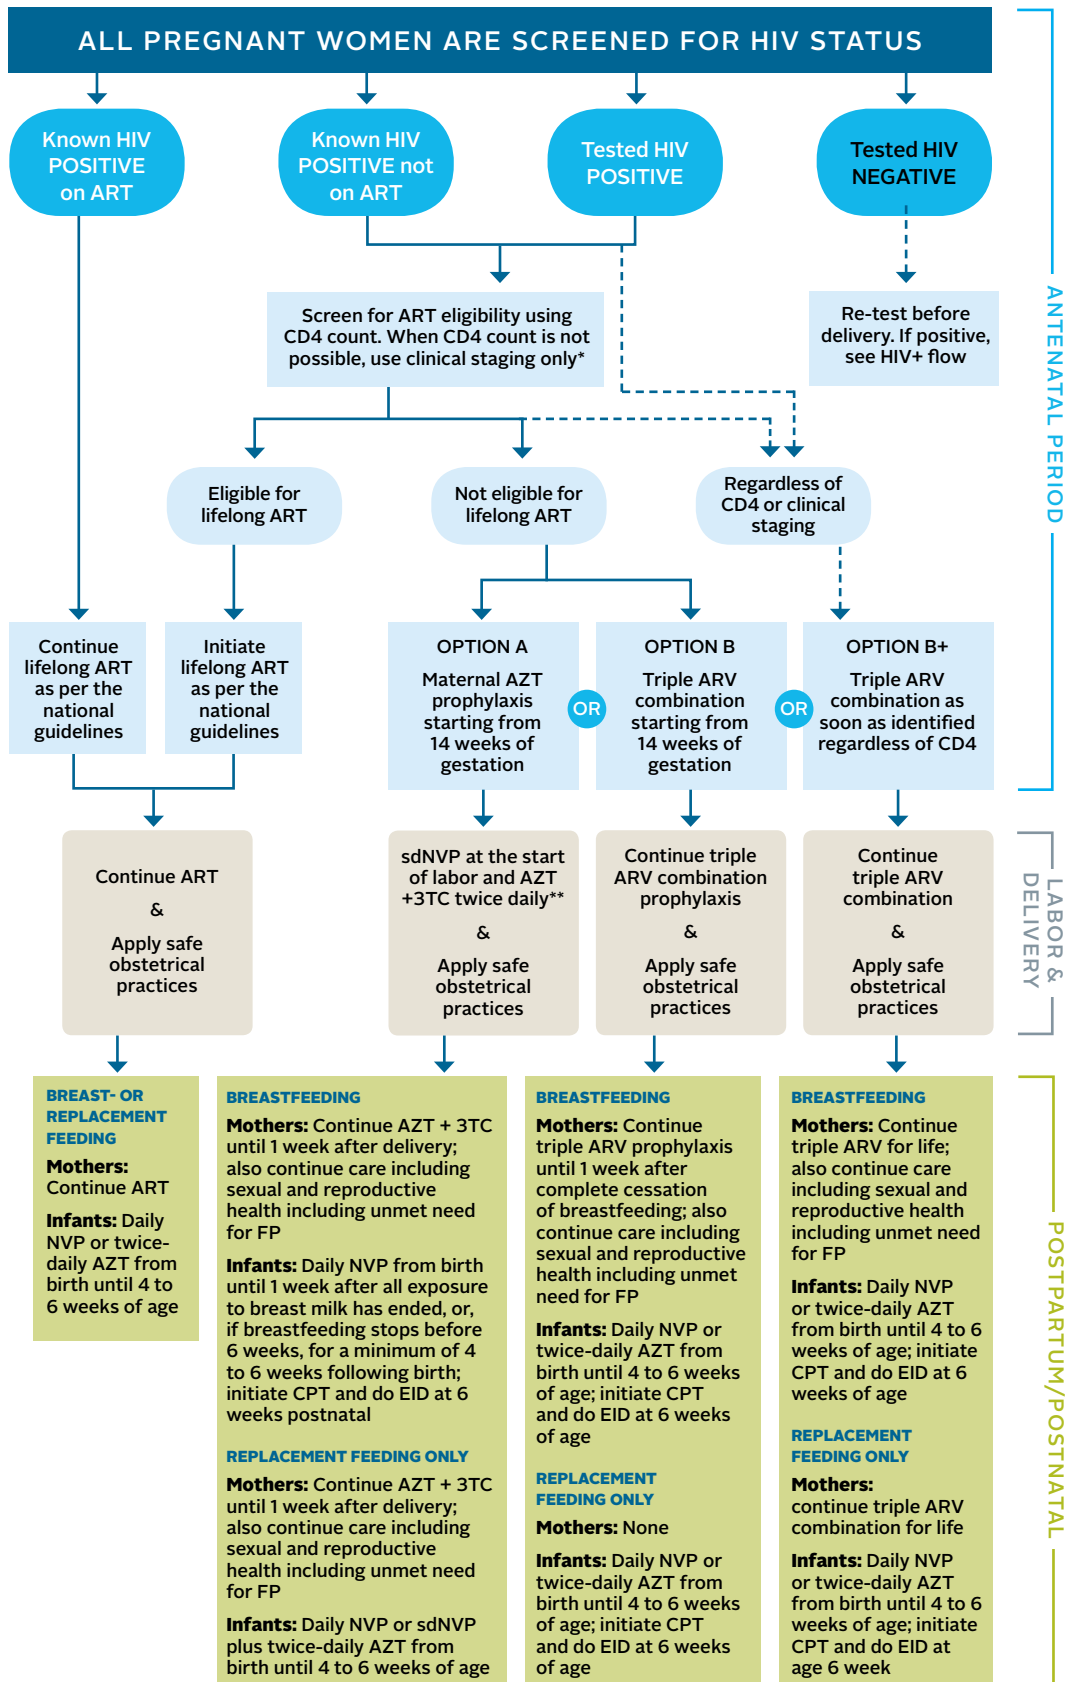 ALL PREGNANT WOMEN ARE SCREENED FOR HIV STATUS
Known HIV
POSITIVE
on ART
Known HIV
POSITIVE not
on ART
Tested HIV
POSITIVE
Tested HIV
NEGATIVE
Screen for ART eligibility using
CD4 count. When CD4 count is not
possible, use clinical staging only*
Re-test before
delivery. If positive,
see HIV+ flow
Eligible for
lifelong ART
Not eligible for
lifelong ART
Regardless of
CD4 or clinical
staging
Continue
lifelong ART
as per the
national
guidelines
Initiate
lifelong ART
as per the
national
guidelines
OPTION A
Maternal AZT
prophylaxis
starting from
14 weeks of
gestation
OR
OPTION B
Triple ARV
combination
starting from
14 weeks of
gestation
OR
OPTION B+
Triple ARV
combination as
soon as identified
regardless of CD4
ANTENATAL PERIOD
Continue ART
&
Apply safe
obstetrical
practices
sdNVP at the start
of labor and AZT
+3TC twice daily**
&
Apply safe
obstetrical
practices
Continue triple
ARV combination
prophylaxis
&
Apply safe
obstetrical
practices
Continue
triple ARV
combination
&
Apply safe
obstetrical
practices
LABOR &
DELIVERY
BREAST- OR
REPLACEMENT
FEEDING
Mothers:
Continue ART
Infants: Daily
NVP or twice-
daily AZT from
birth until 4 to
6 weeks of age
BREASTFEEDING
Mothers: Continue AZT + 3TC
until 1 week after delivery;
also continue care including
sexual and reproductive
health including unmet need
for FP
Infants: Daily NVP from birth
until 1 week after all exposure
to breast milk has ended, or,
if breastfeeding stops before
6 weeks, for a minimum of 4
to 6 weeks following birth;
initiate CPT and do EID at 6
weeks postnatal
REPLACEMENT FEEDING ONLY
Mothers: Continue AZT + 3TC
until 1 week after delivery;
also continue care including
sexual and reproductive
health including unmet need
for FP
Infants: Daily NVP or sdNVP
plus twice-daily AZT from
birth until 4 to 6 weeks of age
BREASTFEEDING
Mothers: Continue
triple ARV prophylaxis
until 1 week after
complete cessation
of breastfeeding; also
continue care including
sexual and reproductive
health including unmet
need for FP
Infants: Daily NVP or
twice-daily AZT from
birth until 4 to 6 weeks
of age; initiate CPT
and do EID at 6 weeks
of age
REPLACEMENT
FEEDING ONLY
Mothers: None
Infants: Daily NVP or
twice-daily AZT from
birth until 4 to 6 weeks
of age; initiate CPT
and do EID at 6 weeks
of age
BREASTFEEDING
Mothers: Continue
triple ARV for life;
also continue care
including sexual and
reproductive health
including unmet need
for FP
Infants: Daily NVP
or twice-daily AZT
from birth until 4 to 6
weeks of age; initiate
CPT and do EID at 6
weeks of age
REPLACEMENT
FEEDING ONLY
Mothers:
continue triple ARV
combination for life
Infants: Daily NVP
or twice-daily AZT
from birth until 4 to 6
weeks of age; initiate
CPT and do EID at
age 6 week
POSTPARTUM/POSTNATAL